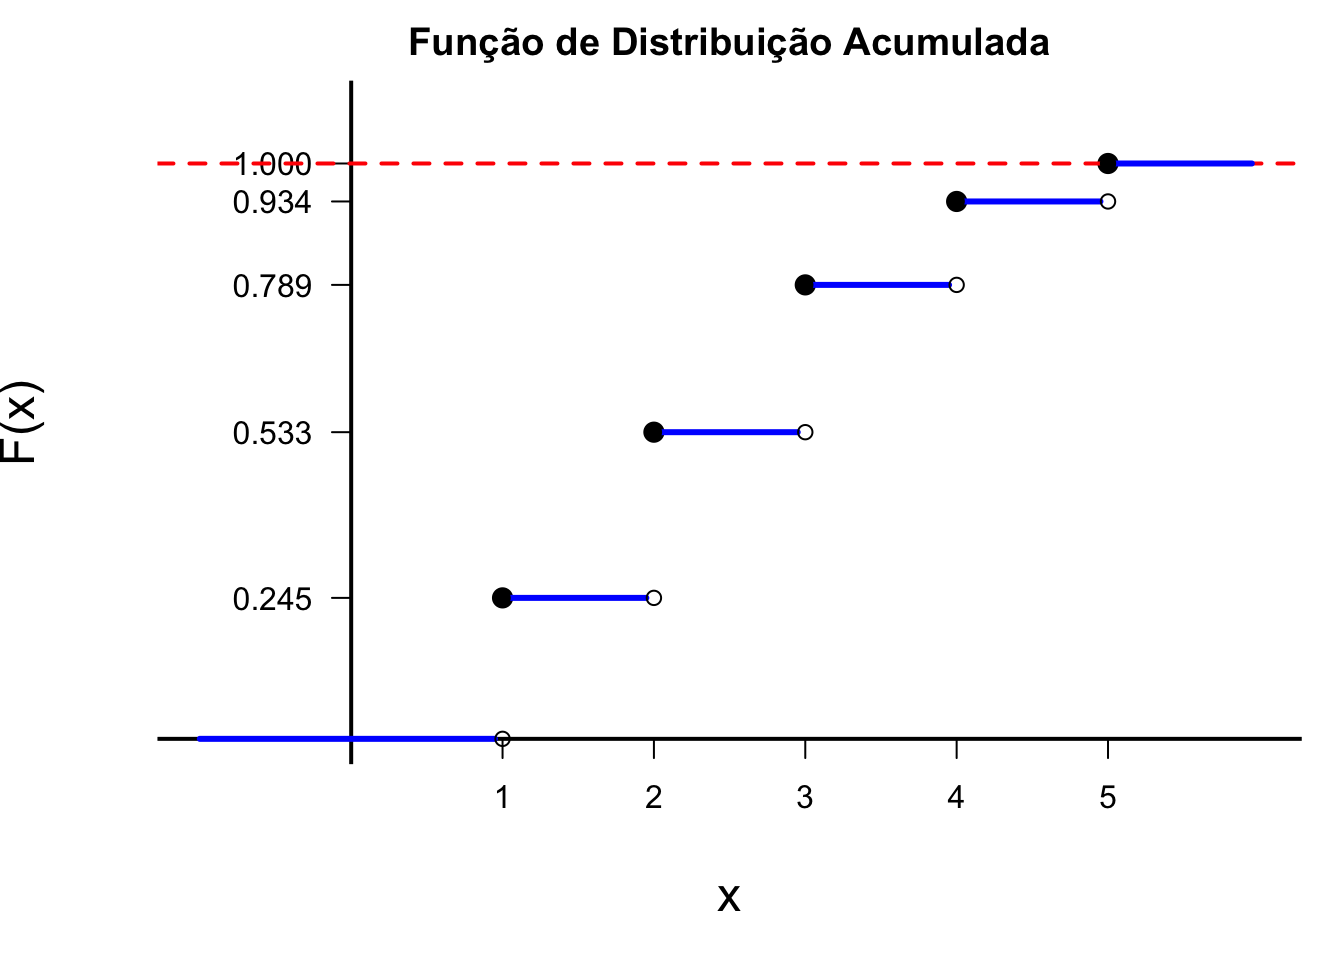 Função de Distribuição Acumulada
1.000
0.934
0.789
0.533
0.245
F(x)
1 2 3 4 5
x